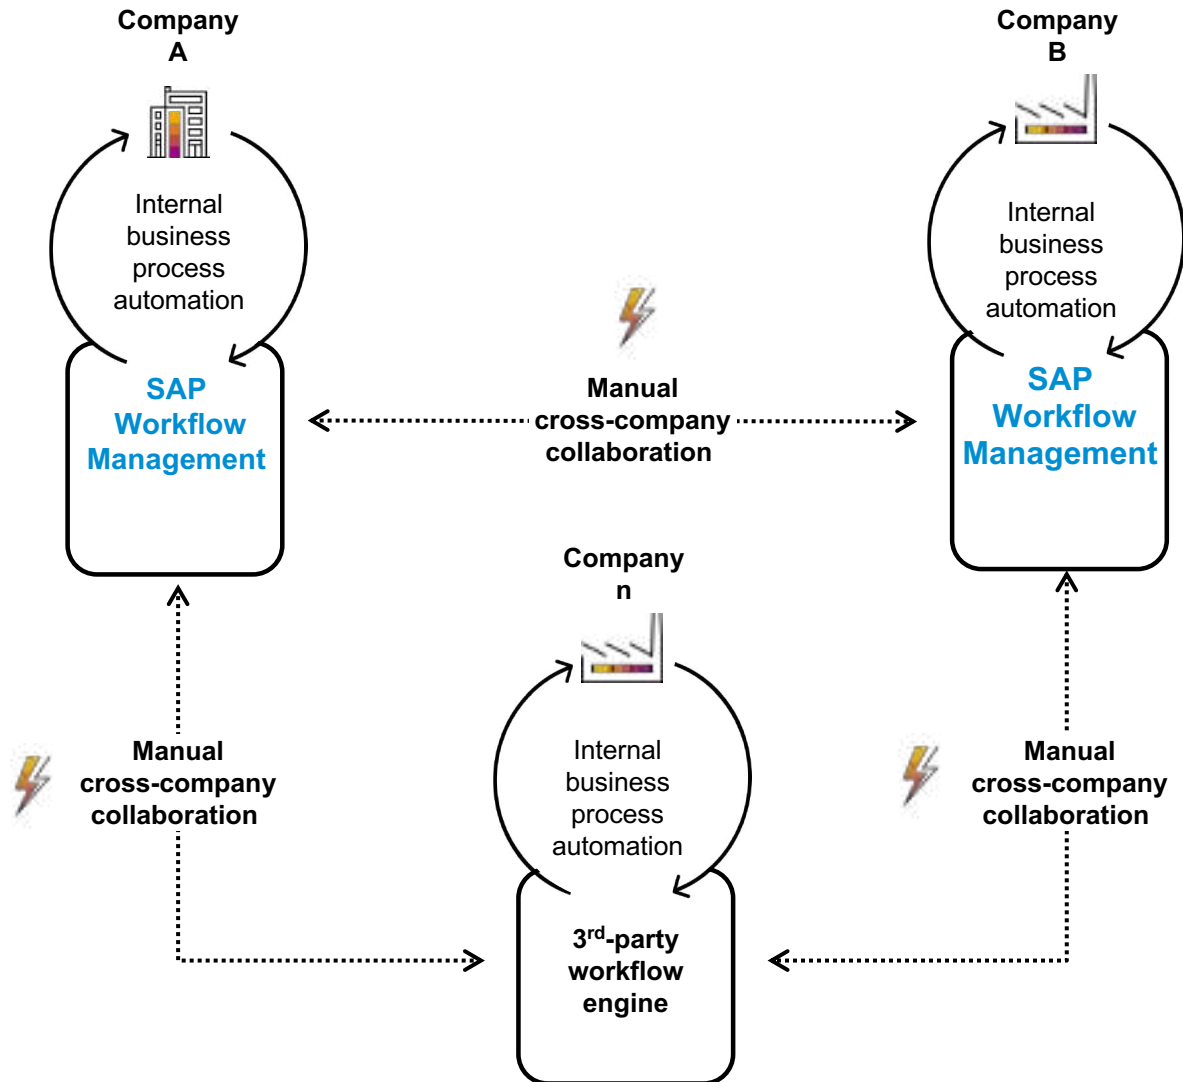 Company
A
Internal
business
process
automation
SAP
Workflow
Management
Company
B
Internal
business
process
automation
SAP
Workflow
Management
Manual
cross-company
collaboration
Company
n
Internal
business
process
automation
3rd-party
workflow
engine
Manual
cross-company
collaboration
Manual
cross-company
collaboration